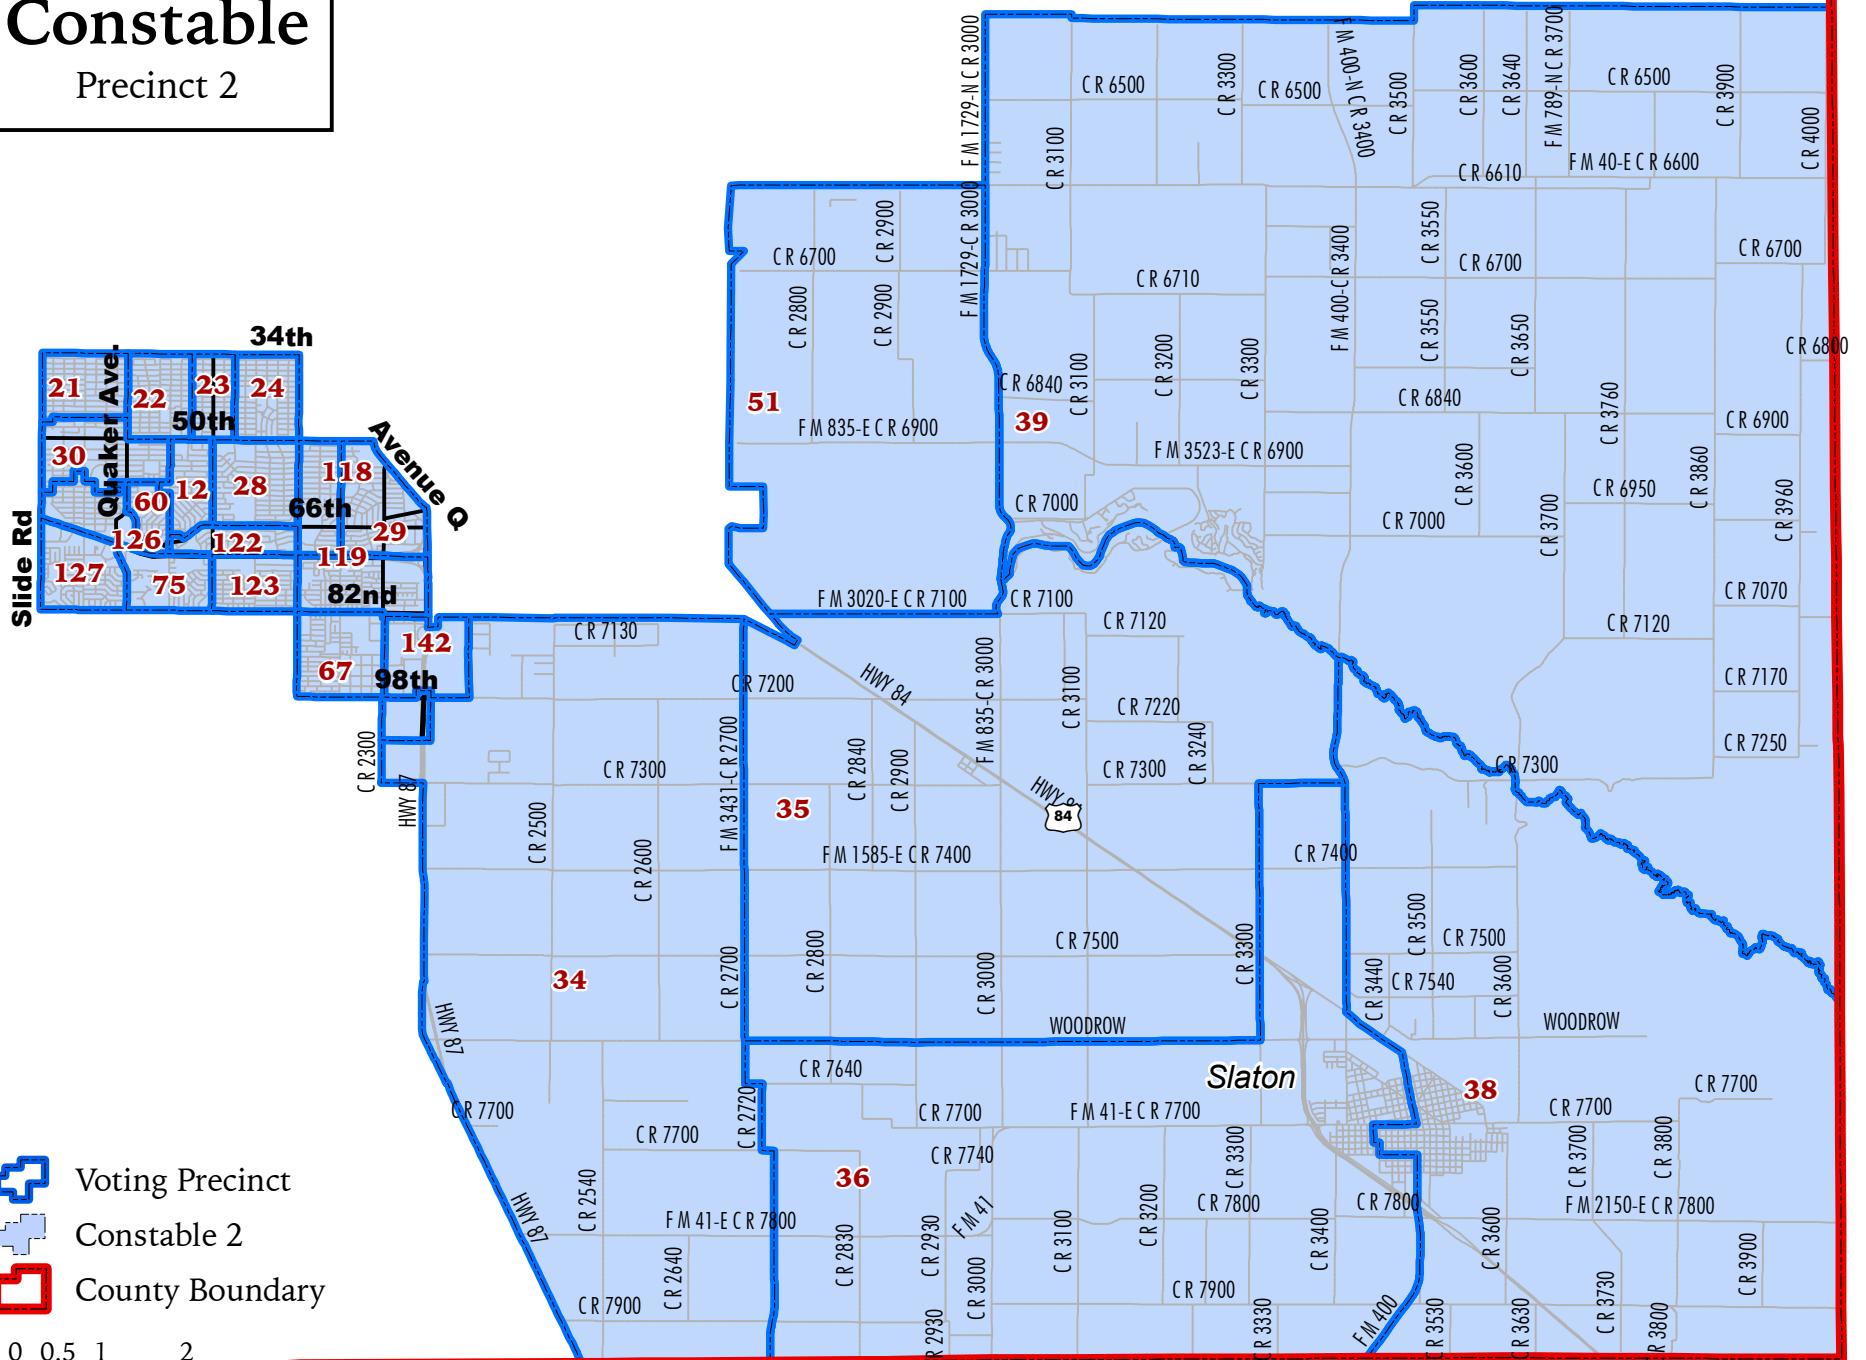 Constable
Precinct 2
FM 1729-N CR 3000
CR 6500
CR 3300
CR 6500
FM 400-N CR 3400
CR 3500
CR 3600
CR 3640
FM 789-N CR 3700
CR 6500
CR 3900
CR 4000
CR 3100
CR 6610
FM 40-E CR 6600
FM 1729-CR 3000
CR 2900
CR 6700
CR 2800
CR 2900
CR 6710
FM 400-CR 3400
CR 3550
CR 6700
CR 6700
CR 3550
CR 3650
CR 6800
34th
21
22
23
24
Quaker Ave.
50th
Avenue Q
51
39
CR 6840
CR 3100
CR 3200
CR 3300
CR 6840
CR 3760
CR 6900
FM 835-E CR 6900
FM 3523-E CR 6900
30
118
60
12
28
66th
29
CR 3600
CR 3860
CR 6950
CR 3960
CR 7000
CR 7000
CR 3700
Slide Rd
126
122
119
127
75
123
82nd
FM 3020-E CR 7100
CR 7100
CR 7070
CR 7120
CR 7120
CR 7130
142
67
98th
CR 7200
HWY 84
FM 835-CR 3000
CR 3100
CR 7220
CR 3240
CR 7170
CR 7250
CR 2300
HWY 87
CR 7300
FM 3431-CR 2700
CR 2840
CR 2900
CR 7300
CR 7300
HWY 84
84
35
CR 2500
CR 2600
FM 1585-E CR 7400
CR 7400
CR 3500
CR 7500
CR 7500
34
CR 2700
CR 2800
CR 3000
CR 3300
CR 3440
CR 7540
CR 3600
HWY 87
WOODROW
WOODROW
CR 7640
Slaton
38
CR 7700
CR 7700
CR 7700
CR 2720
CR 7700
FM 41-E CR 7700
CR 7700
CR 7740
CR 3300
CR 3700
CR 3800
36
Voting Precinct
Constable 2
County Boundary
HWY 87
CR 2540
FM 41-E CR 7800
CR 2830
CR 2930
FM 41
CR 3100
CR 3200
CR 7800
CR 3400
CR 7800
CR 3600
FM 2150-E CR 7800
CR 3900
CR 2640
CR 7900
CR 3000
CR 7900
R 2930
CR 3330
FM 400
CR 3530
CR 3630
CR 3730
R 3800
0 0.5 1 2